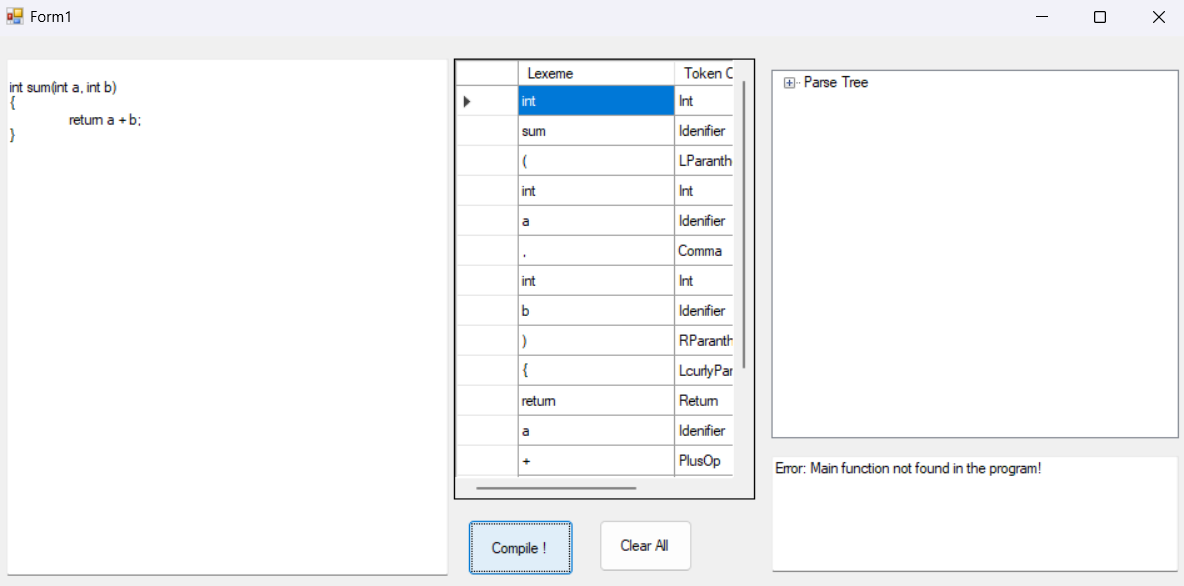 Form1
int sum(int a, int b)
{
return a + b;
}
Lexeme Token C
int Int
sum Idenifier
( LParanth
int Int
a Idenifier
, Comma
int Int
b Idenifier
) RParanth
{ LcurlyPar
return Return
a Idenifier
+ PlusOp
Compile !
Clear All
Parse Tree
Error: Main function not found in the program!